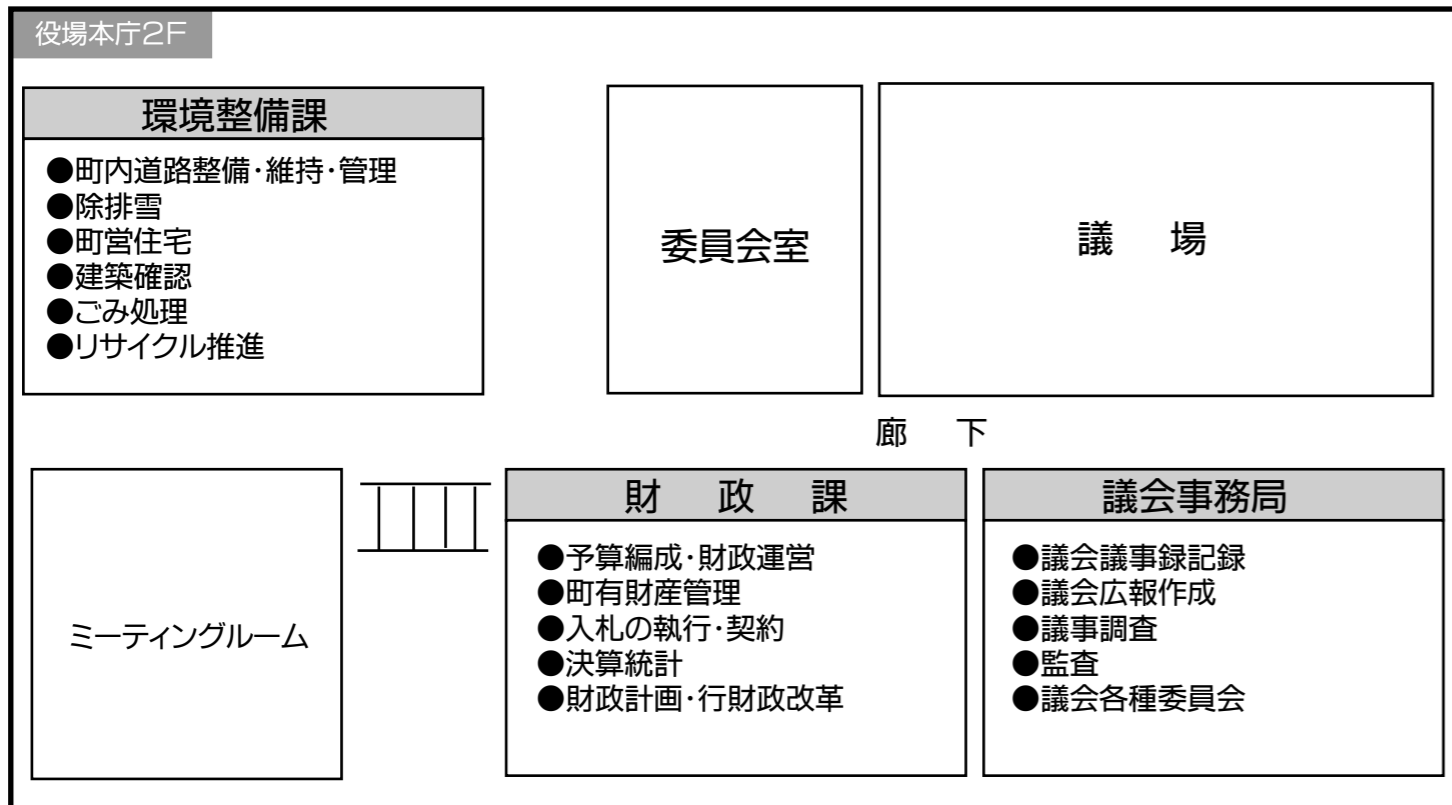 役場本庁2F
環境整備課
●町内道路整備・維持・管理
●除排雪
●町営住宅
●建築確認
●ごみ処理
●リサイクル推進
委員会室
議　場
廊　下
ミーティングルーム
財　政　課
●予算編成・財政運営
●町有財産管理
●入札の執行・契約
●決算統計
●財政計画・行財政改革
議会事務局
●議会議事録記録
●議会広報作成
●議事調査
●監査
●議会各種委員会